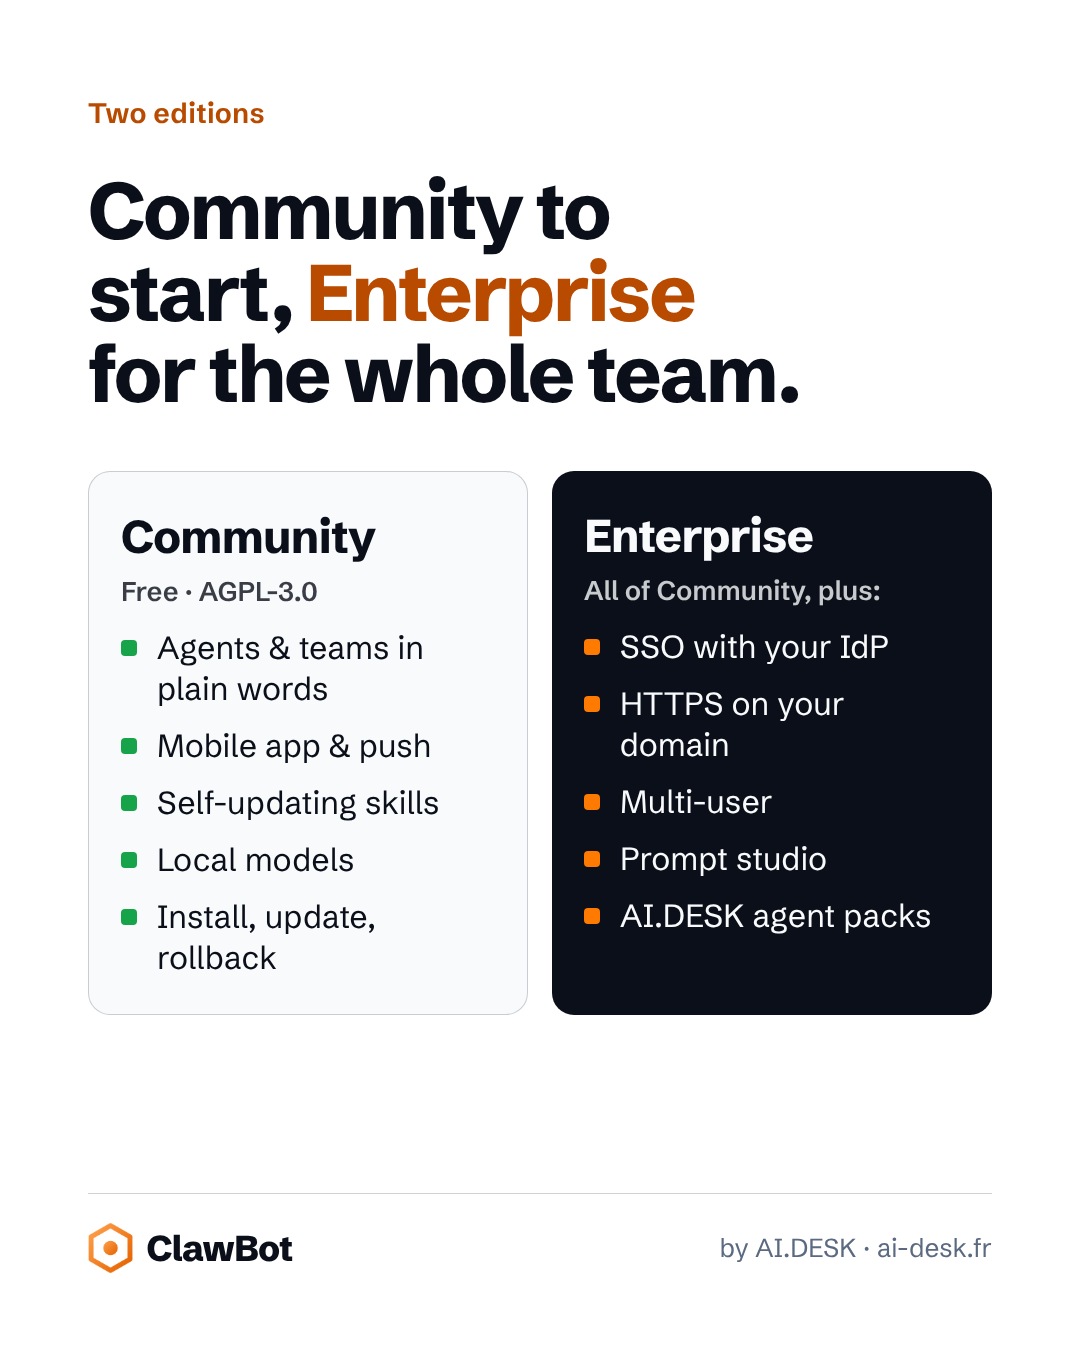 Two editions
Community to
start, Enterprise
for the whole team.
Community
Free · AGPL-3.0
Agents & teams in
plain words
Mobile app & push
Self-updating skills
Local models
Install, update,
rollback
Enterprise
All of Community, plus:
SSO with your IdP
HTTPS on your
domain
Multi-user
Prompt studio
AI.DESK agent packs
ClawBot
by AI.DESK · ai-desk.fr